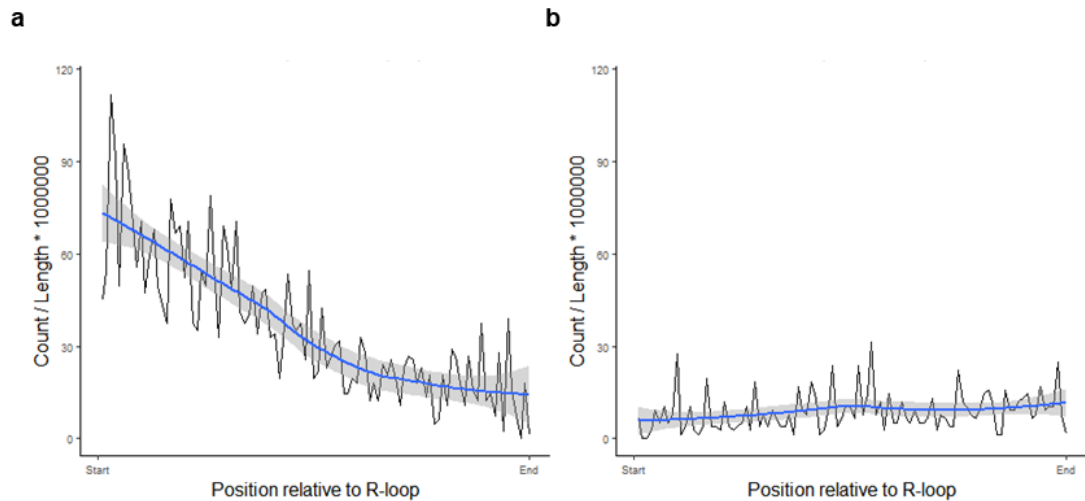 a
b
120
90
60
30
0
Count / Length * 1000000
Start
End
Position relative to R-loop
120
90
60
30
0
Count / Length * 1000000
Start
End
Position relative to R-loop